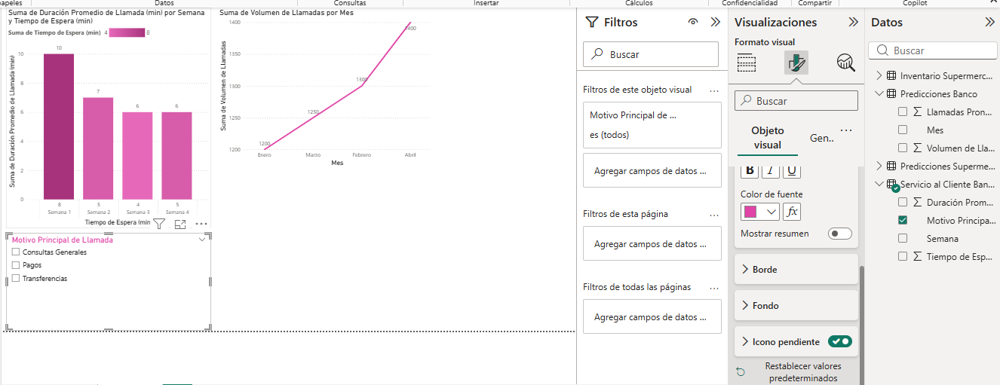 apeles
Datos
Consultas
Insertar
Cálculos
Confidencialidad
Compartir
Copilot
Suma de Duración Promedio de Llamada (min) por Semana
y Tiempo de Espera (min)
Suma de Tiempo de Espera (min) 4 8
Suma de Duración Promedio de Llamada (min)
10
8
6
4
2
0
10
7
6
6
8
5
4
5
Semana 1
Semana 2
Semana 3
Semana 4
Tiempo de Espera (min
Suma de Volumen de Llamadas por Mes
Suma de Volumen de Llamadas
1400
1350
1300
1250
1200
1200
1250
1300
1400
Enero
Marzo
Febrero
Abril
Mes
Motivo Principal de Llamada
Consultas Generales
Pagos
Transferencias
Filtros
Buscar
Filtros de este objeto visual ...
Motivo Principal de ...
es (todos)
Agregar campos de datos ...
Filtros de esta página ...
Agregar campos de datos ...
Filtros de todas las páginas ...
Agregar campos de datos ...
Visualizaciones
Formato visual
Buscar
Objeto
visual
Gen..
...
B I U
Color de fuente
fx
Mostrar resumen
Borde
Fondo
Icono pendiente
Restablecer valores
predeterminados
Datos
Buscar
Inventario Supermerc...
Predicciones Banco
Σ Llamadas Pron...
Mes
Σ Volumen de Lla...
Predicciones Superme...
Servicio al Cliente Ban...
Σ Duración Prom...
Motivo Principa...
Semana
Σ Tiempo de Esp...